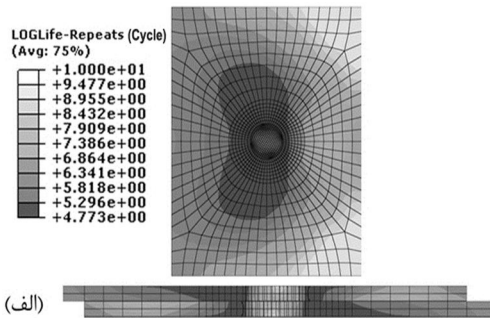 LOGLife-Repeats (Cycle)
(Avg: 75%)
+1.000e+01
+9.477e+00
+8.955e+00
+8.432e+00
+7.909e+00
+7.386e+00
+6.864e+00
+6.341e+00
+5.818e+00
+5.296e+00
+4.773e+00
(الف)